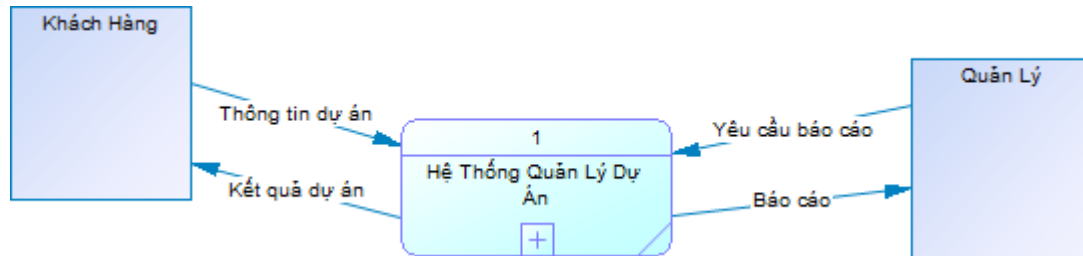 Khách Hàng
Quản Lý
Thông tin dự án
Yêu cầu báo cáo
1
Hệ Thống Quản Lý Dự
Án
Kết quả dự án
Báo cáo